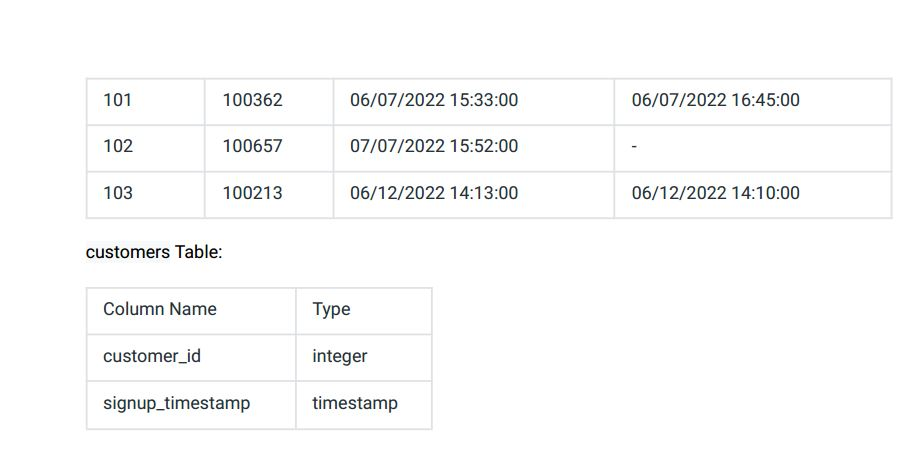 101 100362 06/07/2022 15:33:00 06/07/2022 16:45:00
102 100657 07/07/2022 15:52:00 -
103 100213 06/12/2022 14:13:00 06/12/2022 14:10:00
customers Table:
Column Name Type
customer_id integer
signup_timestamp timestamp